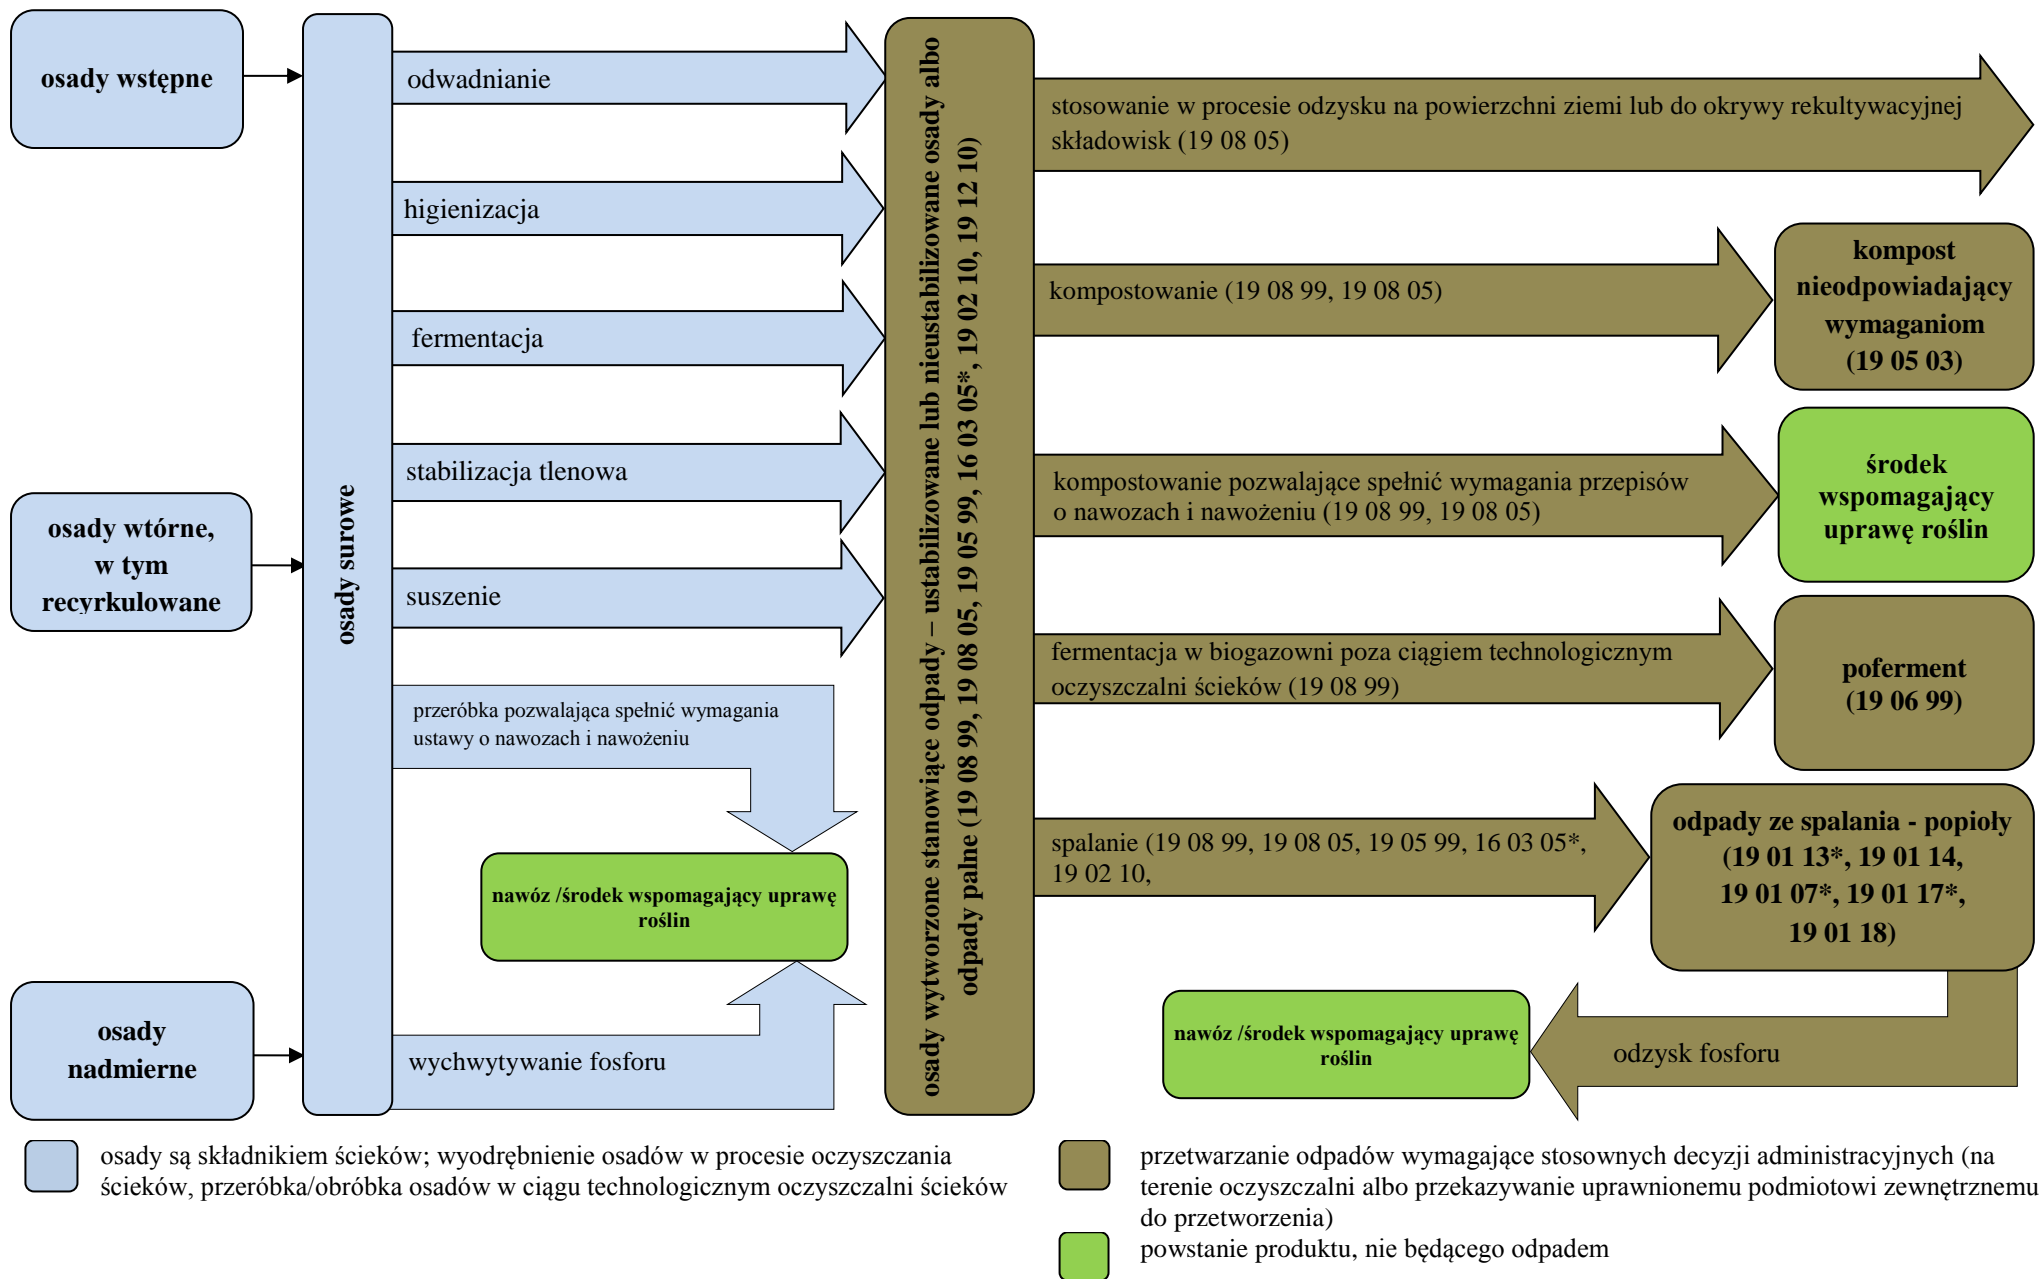 osady wstępne
osady wtórne,
w tym
recyrkulowane
osady
nadmierne
osady surowe
odwadnianie
higienizacja
fermentacja
stabilizacja tlenowa
suszenie
przeróbka pozwalająca spełnić wymagania
ustawy o nawozach i nawożeniu
nawóz /środek wspomagający uprawę
roślin
wychwytywanie fosforu
osady wytworzone stanowiące odpady – ustabilizowane lub nieustabilizowane osady albo
odpady palne (19 08 99, 19 08 05, 19 05 99, 16 03 05*, 19 02 10, 19 12 10)
stosowanie w procesie odzysku na powierzchni ziemi lub do okrywy rekultywacyjnej
składowisk (19 08 05)
kompostowanie (19 08 99, 19 08 05)
kompost
nieodpowiadający
wymaganiom
(19 05 03)
kompostowanie pozwalające spełnić wymagania przepisów
o nawozach i nawożeniu (19 08 99, 19 08 05)
środek
wspomagający
uprawę roślin
fermentacja w biogazowni poza ciągiem technologicznym
oczyszczalni ścieków (19 08 99)
poferment
(19 06 99)
spalanie (19 08 99, 19 08 05, 19 05 99, 16 03 05*,
19 02 10,
odpady ze spalania - popioły
(19 01 13*, 19 01 14,
19 01 07*, 19 01 17*,
19 01 18)
odzysk fosforu
nawóz /środek wspomagający uprawę
roślin
osady są składnikiem ścieków; wyodrębnienie osadów w procesie oczyszczania
ścieków, przeróbka/obróbka osadów w ciągu technologicznym oczyszczalni ścieków
przetwarzanie odpadów wymagające stosownych decyzji administracyjnych (na
terenie oczyszczalni albo przekazywanie uprawnionemu podmiotowi zewnętrznemu
do przetworzenia)
powstanie produktu, nie będącego odpadem